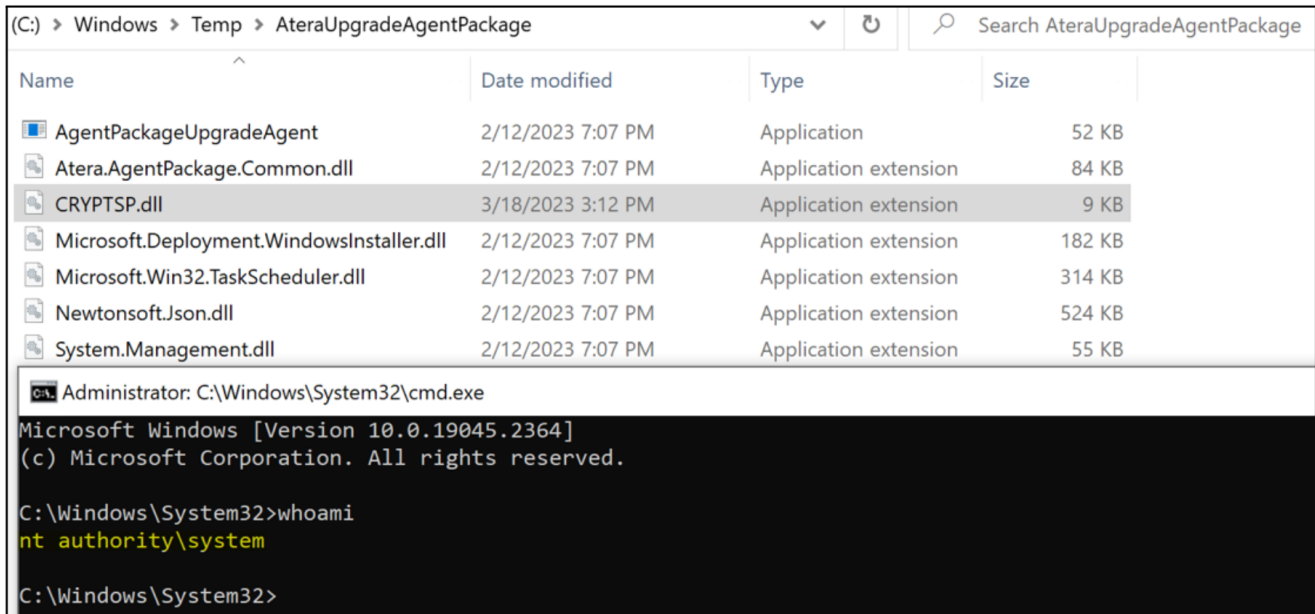 (C:) > Windows > Temp > AteraUpgradeAgentPackage Search AteraUpgradeAgentPackage
Name Date modified Type Size
AgentPackageUpgradeAgent 2/12/2023 7:07 PM Application 52 KB
Atera.AgentPackage.Common.dll 2/12/2023 7:07 PM Application extension 84 KB
CRYPTSP.dll 3/18/2023 3:12 PM Application extension 9 KB
Microsoft.Deployment.WindowsInstaller.dll 2/12/2023 7:07 PM Application extension 182 KB
Microsoft.Win32.TaskScheduler.dll 2/12/2023 7:07 PM Application extension 314 KB
Newtonsoft.Json.dll 2/12/2023 7:07 PM Application extension 524 KB
System.Management.dll 2/12/2023 7:07 PM Application extension 55 KB
Administrator: C:\Windows\System32\cmd.exe
Microsoft Windows [Version 10.0.19045.2364]
(c) Microsoft Corporation. All rights reserved.
C:\Windows\System32>whoami
nt authority\system
C:\Windows\System32>